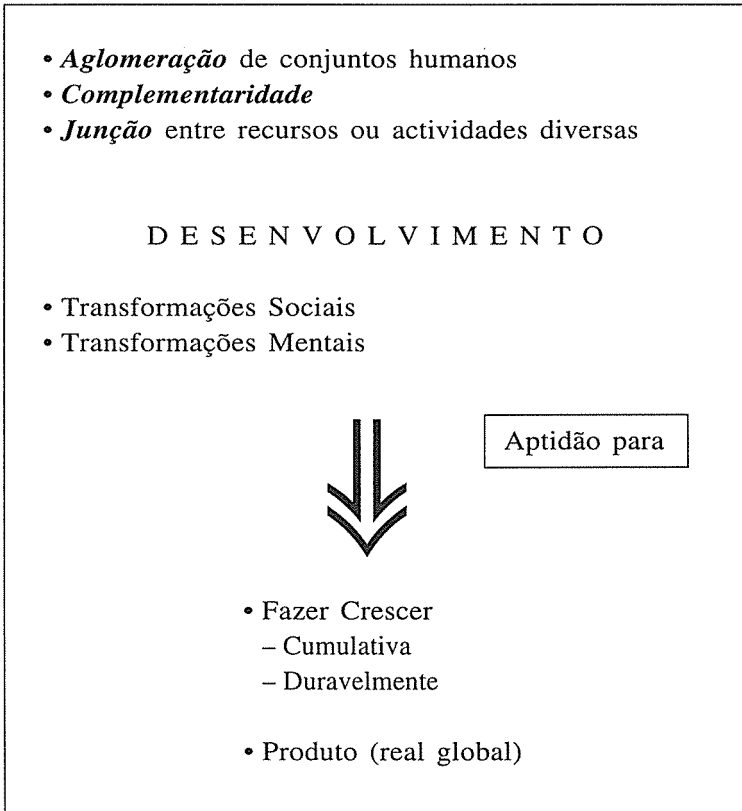 • Aglomeração de conjuntos humanos
• Complementaridade
• Junção entre recursos ou actividades diversas
DESENVOLVIMENTO
• Transformações Sociais
• Transformações Mentais
Aptidão para
• Fazer Crescer
– Cumulativa
– Duravelmente
• Produto (real global)